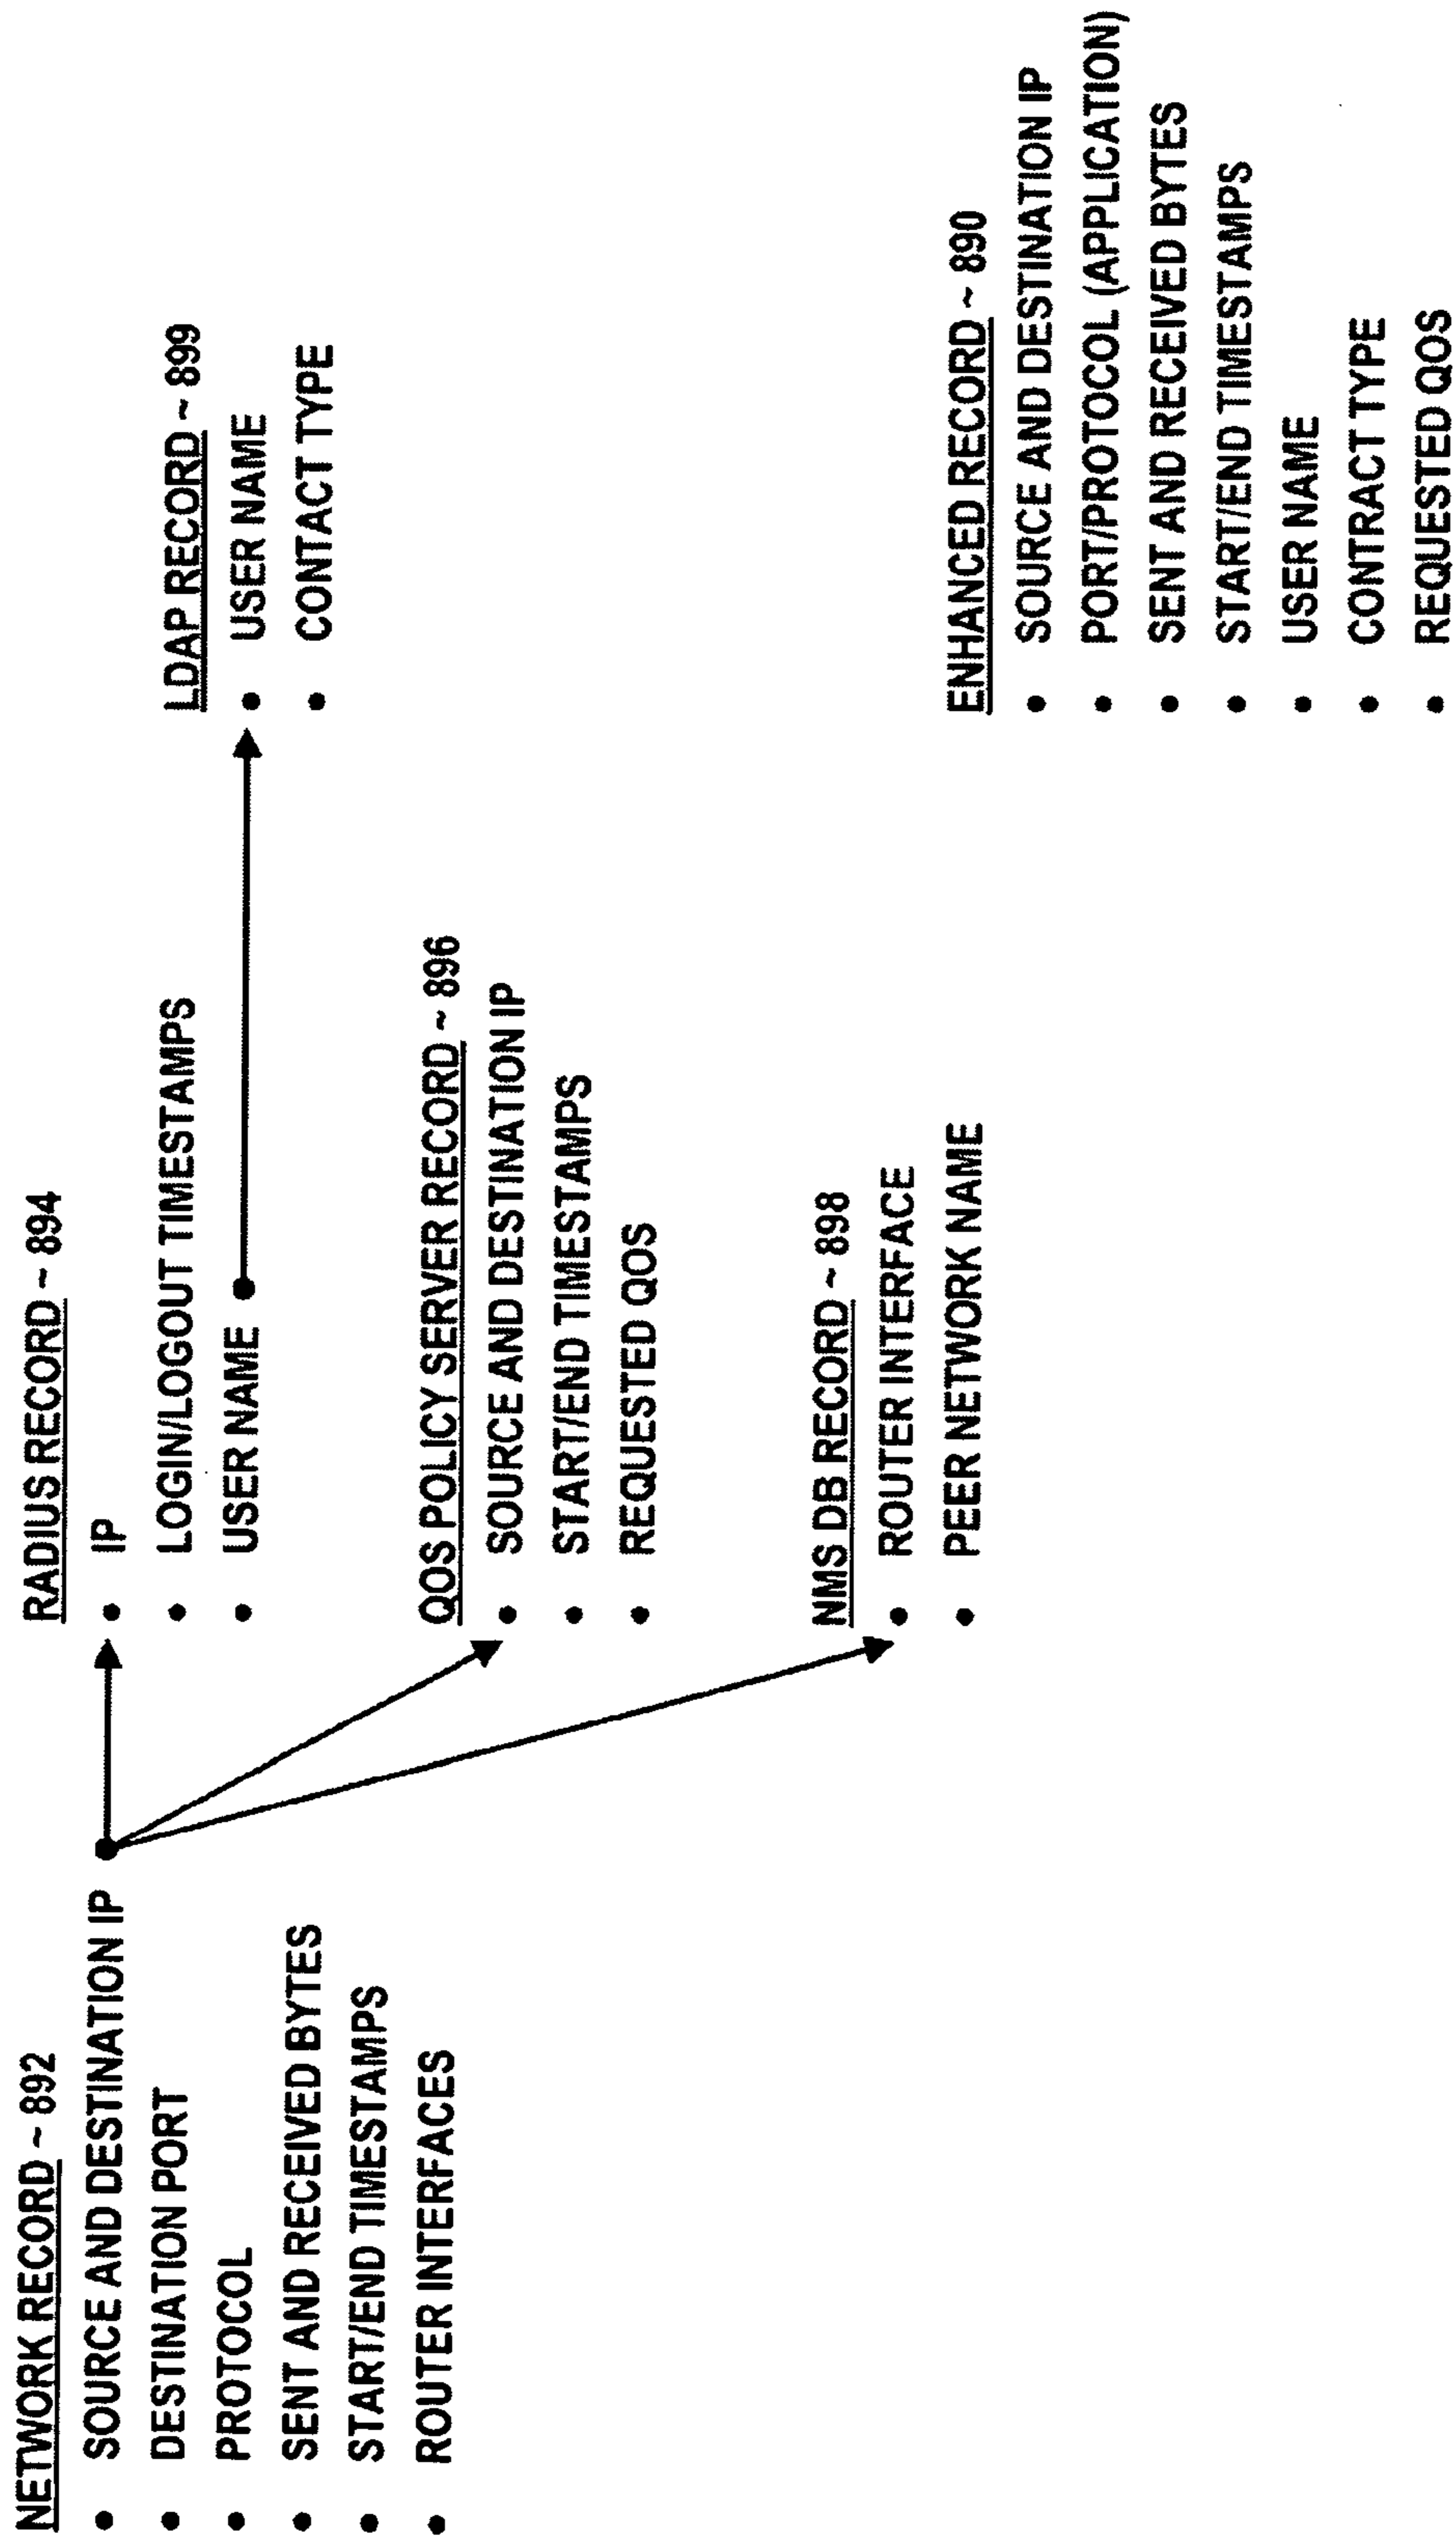 NETWORK RECORD ~ 892
• SOURCE AND DESTINATION IP
• DESTINATION PORT
• PROTOCOL
• SENT AND RECEIVED BYTES
• START/END TIMESTAMPS
• ROUTER INTERFACES
RADIUS RECORD ~ 894
• IP
• LOGIN/LOGOUT TIMESTAMPS
• USER NAME
QOS POLICY SERVER RECORD ~ 896
• SOURCE AND DESTINATION IP
• START/END TIMESTAMPS
• REQUESTED QOS
NMS DB RECORD ~ 898
• ROUTER INTERFACE
• PEER NETWORK NAME
LDAP RECORD ~ 899
• USER NAME
• CONTACT TYPE
ENHANCED RECORD ~ 890
• SOURCE AND DESTINATION IP
• PORT/PROTOCOL (APPLICATION)
• SENT AND RECEIVED BYTES
• START/END TIMESTAMPS
• USER NAME
• CONTRACT TYPE
• REQUESTED QOS